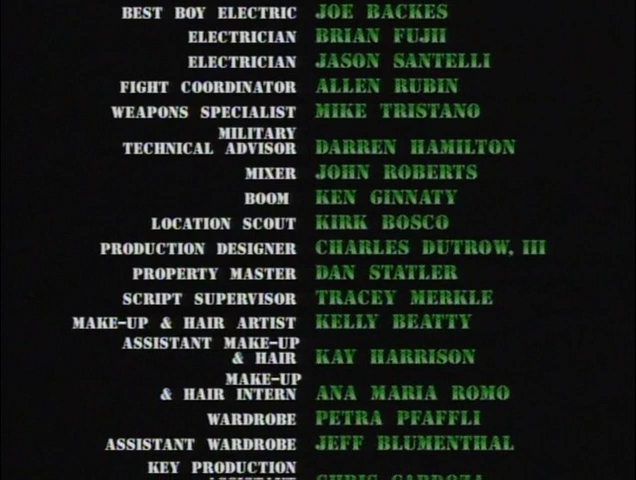 BEST BOY ELECTRIC JOE BACKES
ELECTRICIAN BRIAN FUJII
ELECTRICIAN JASON SANTELLI
FIGHT COORDINATOR ALLEN RUBIN
WEAPONS SPECIALIST MIKE TRISTANO
MILITARY
TECHNICAL ADVISOR DARREN HAMILTON
MIXER JOHN ROBERTS
BOOM KEN GINNATY
LOCATION SCOUT KIRK BOSCO
PRODUCTION DESIGNER CHARLES DUTROW, III
PROPERTY MASTER DAN STATLER
SCRIPT SUPERVISOR TRACEY MERKLE
MAKE-UP & HAIR ARTIST KELLY BEATTY
ASSISTANT MAKE-UP
& HAIR KAY HARRISON
MAKE-UP
& HAIR INTERN ANA MARIA ROMO
WARDROBE PETRA PFAFFLI
ASSISTANT WARDROBE JEFF BLUMENTHAL
KEY PRODUCTION
ASSISTANT CHRIS